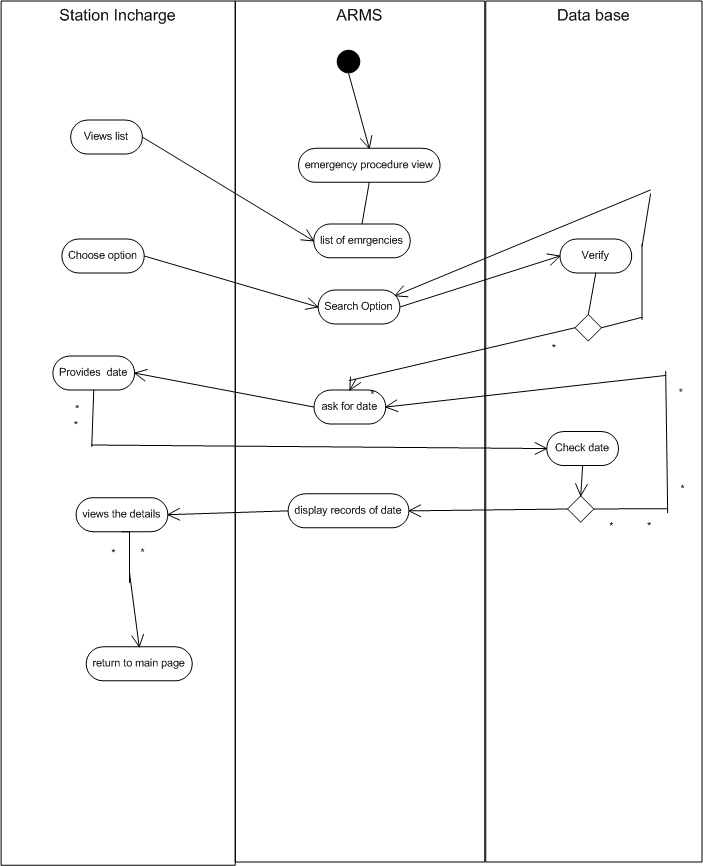 Station Incharge
ARMS
Data base
Views list
emergency procedure view
list of emrgencies
Choose option
Verify
Search Option
*
Provides  date
*
*
ask for date
*
*
Check date
*
views the details
display records of date
*
*
*
*
return to main page